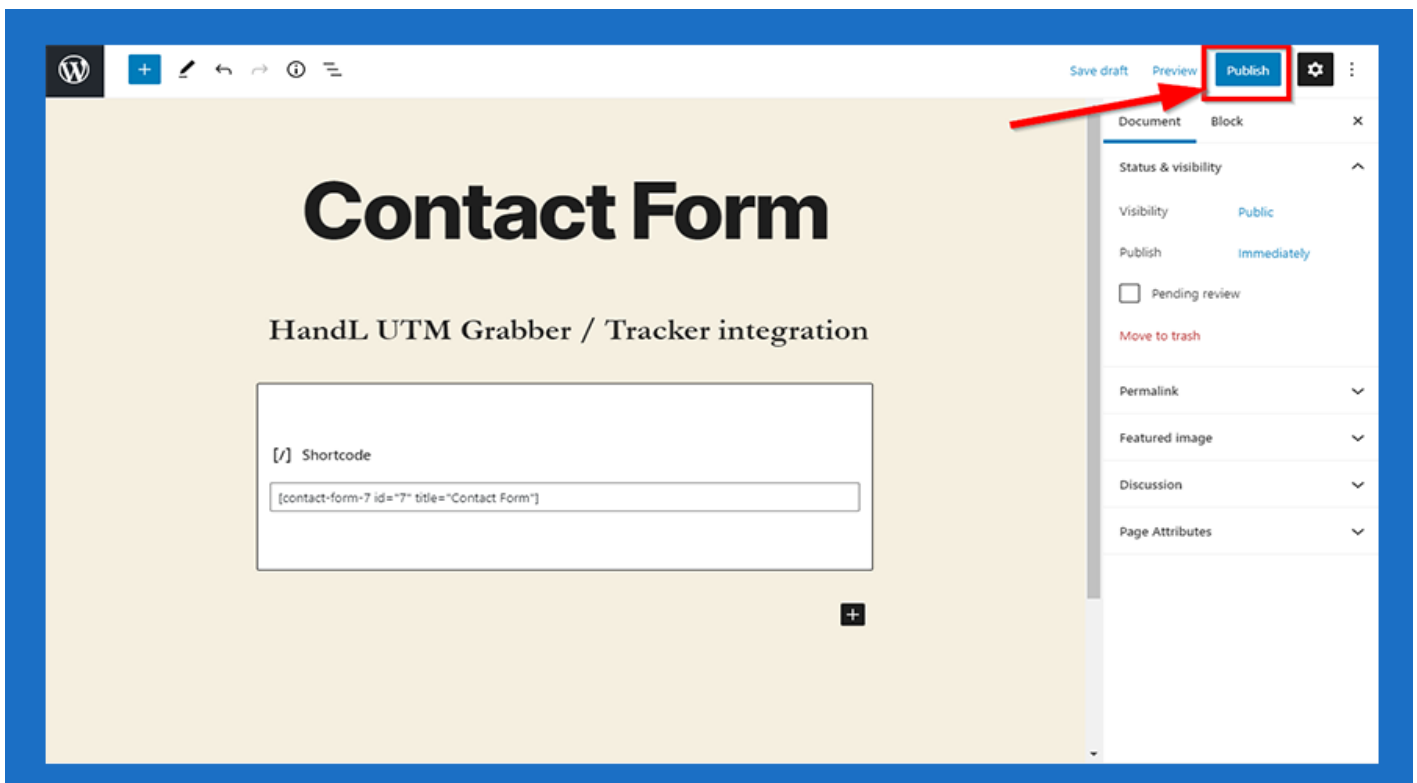 Save draft Preview Publish
Document Block
Status & visibility
Visibility Public
Publish Immediately
Pending review
Move to trash
Permalink
Featured image
Discussion
Page Attributes
Contact Form
HandL UTM Grabber / Tracker integration
[/] Shortcode
[contact-form-7 id="7" title="Contact Form"]